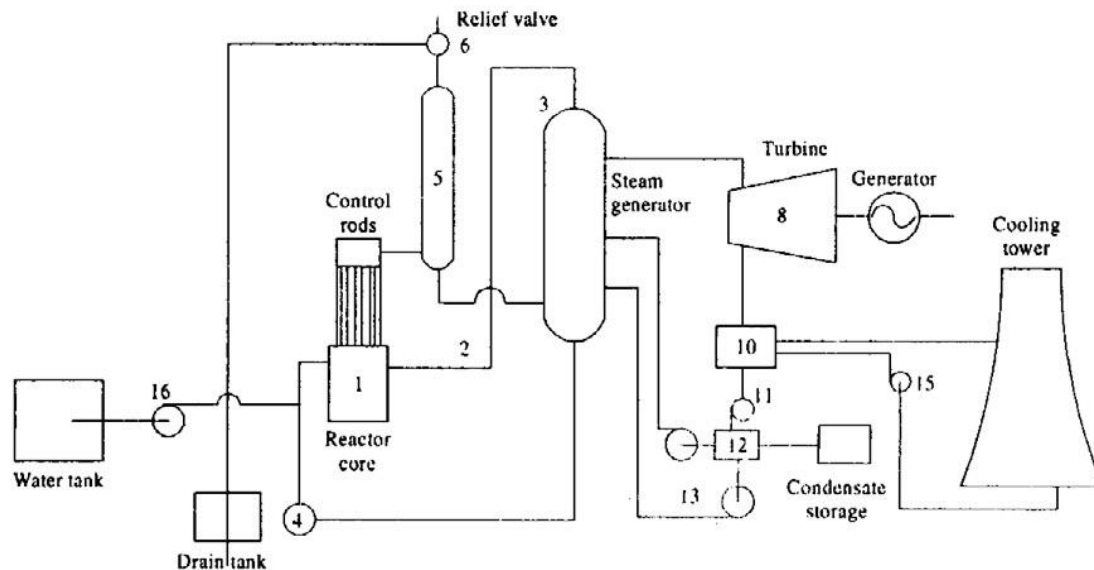 Relief valve
6
3
Turbine
5
Steam
generator
Generator
8
Control
rods
Cooling
tower
2
10
1
16
11
15
Reactor
core
12
Water tank
13
Condensate
storage
4
Drain tank